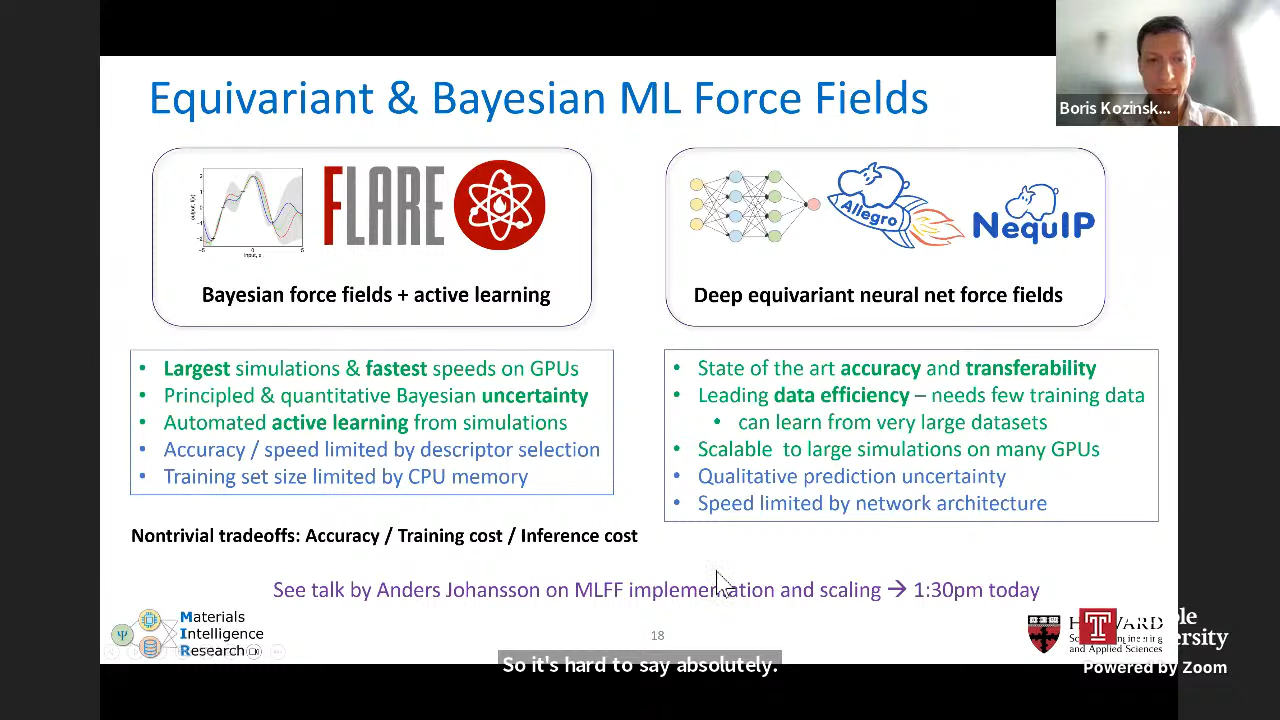 Equivariant & Bayesian ML Force Fields
Boris Kozinsk...
FLARE
Bayesian force fields + active learning
Allegro
NequIP
Deep equivariant neural net force fields
• Largest simulations & fastest speeds on GPUs
• Principled & quantitative Bayesian uncertainty
• Automated active learning from simulations
• Accuracy / speed limited by descriptor selection
• Training set size limited by CPU memory
• State of the art accuracy and transferability
• Leading data efficiency – needs few training data
• can learn from very large datasets
• Scalable to large simulations on many GPUs
• Qualitative prediction uncertainty
• Speed limited by network architecture
Nontrivial tradeoffs: Accuracy / Training cost / Inference cost
See talk by Anders Johansson on MLFF implementation and scaling → 1:30pm today
Materials
Intelligence
Research
18
and Applied Sciences
Powered by Zoom
So it's hard to say absolutely.